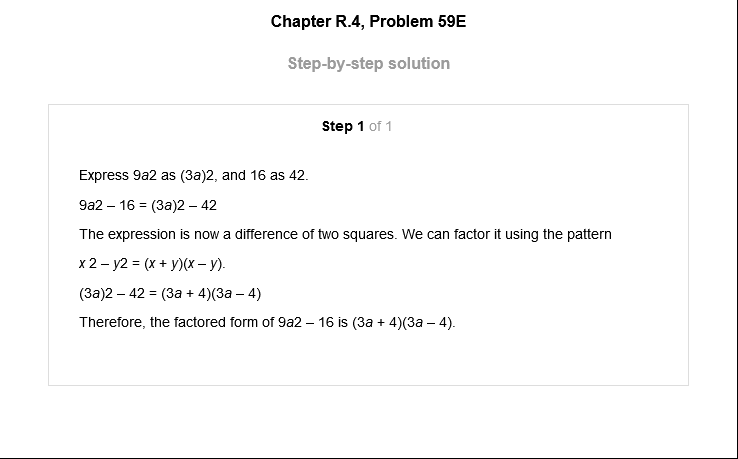 Chapter R.4, Problem 59E
Step-by-step solution
Step 1 of 1
Express 9a2 as (3a)2, and 16 as 42.
9a2 – 16 = (3a)2 – 42
The expression is now a difference of two squares. We can factor it using the pattern
x 2 – y2 = (x + y)(x – y).
(3a)2 – 42 = (3a + 4)(3a – 4)
Therefore, the factored form of 9a2 – 16 is (3a + 4)(3a – 4).